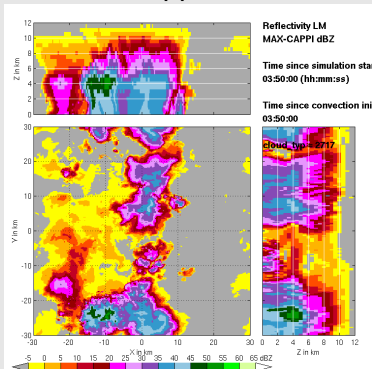 Reflectivity LM
MAX-CAPPI dBZ
Time since simulation star
03:50:00 (hh:mm:ss)
Time since convection ini
03:50:00
cloud_typ = 2717
Z in km
12
10
8
6
4
2
0
Y in km
30
20
10
0
-10
-20
-30
-30 -20 -10 0 10 20 30
X in km
0 2 4 6 8 10 12
Z in km
-5 0 5 10 15 20 25 30 35 40 45 50 55 60 65 dBZ